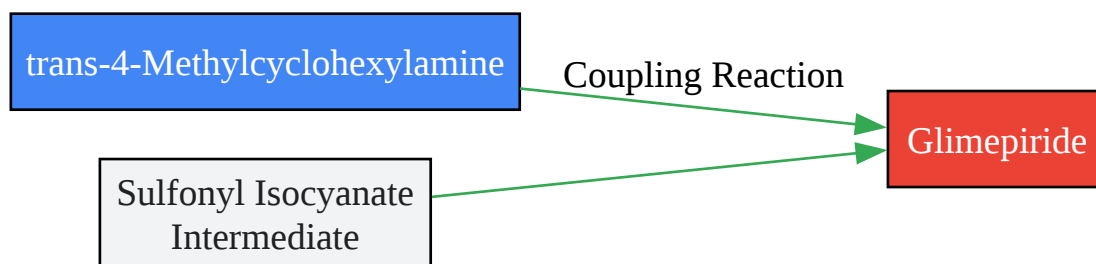 trans-4-Methylcyclohexylamine
Coupling Reaction
Glimepiride
Sulfonyl Isocyanate
Intermediate